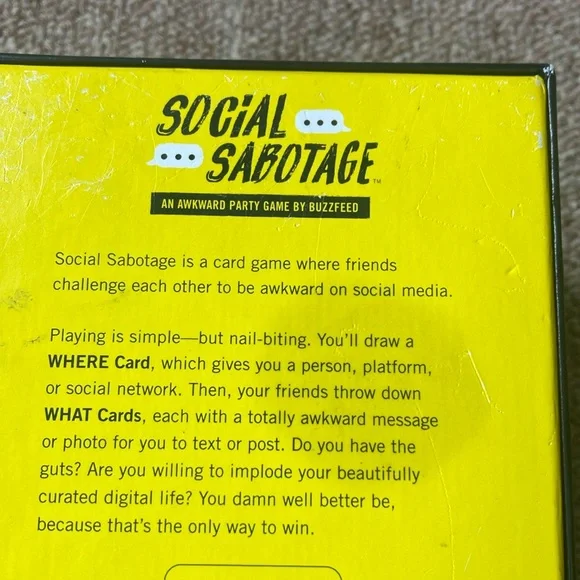 SOCIAL
SABOTAGE™
AN AWKWARD PARTY GAME BY BUZZFEED
Social Sabotage is a card game where friends
challenge each other to be awkward on social media.
Playing is simple—but nail-biting. You'll draw a
WHERE Card, which gives you a person, platform,
or social network. Then, your friends throw down
WHAT Cards, each with a totally awkward message
or photo for you to text or post. Do you have the
guts? Are you willing to implode your beautifully
curated digital life? You damn well better be,
because that's the only way to win.